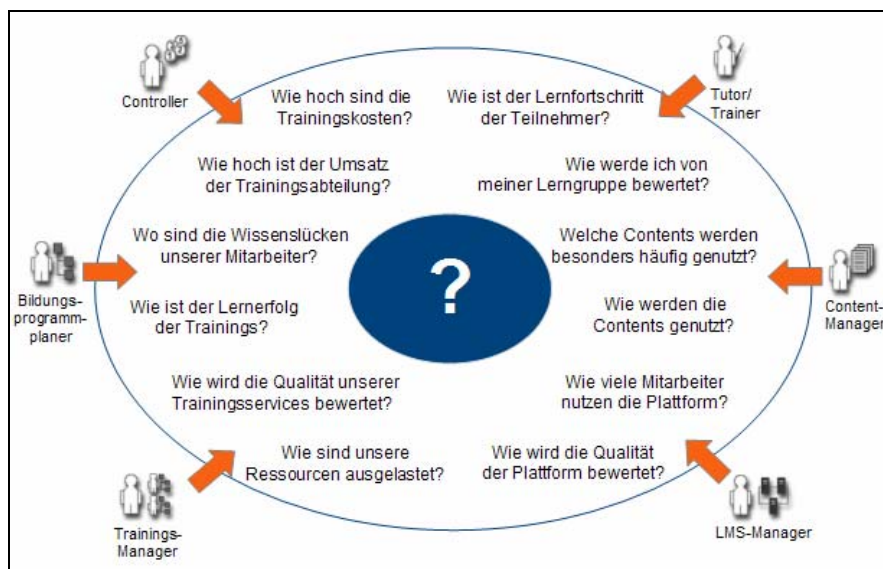 Controller
Wie hoch sind die
Trainingskosten?
Wie ist der Lernfortschritt
der Teilnehmer?
Tutor/
Trainer
Wie hoch ist der Umsatz
der Trainingsabteilung?
Wie werde ich von
meiner Lerngruppe bewertet?
Bildungs-
programm-
planer
Wo sind die Wissenslücken
unserer Mitarbeiter?
?
Welche Contents werden
besonders häufig genutzt?
Content-
Manager
Wie ist der Lernerfolg
der Trainings?
Wie werden die
Contents genutzt?
Wie wird die Qualität unserer
Trainingsservices bewertet?
Wie viele Mitarbeiter
nutzen die Plattform?
Wie sind unsere
Ressourcen ausgelastet?
Wie wird die Qualität
der Plattform bewertet?
Trainings-
Manager
LMS-Manager